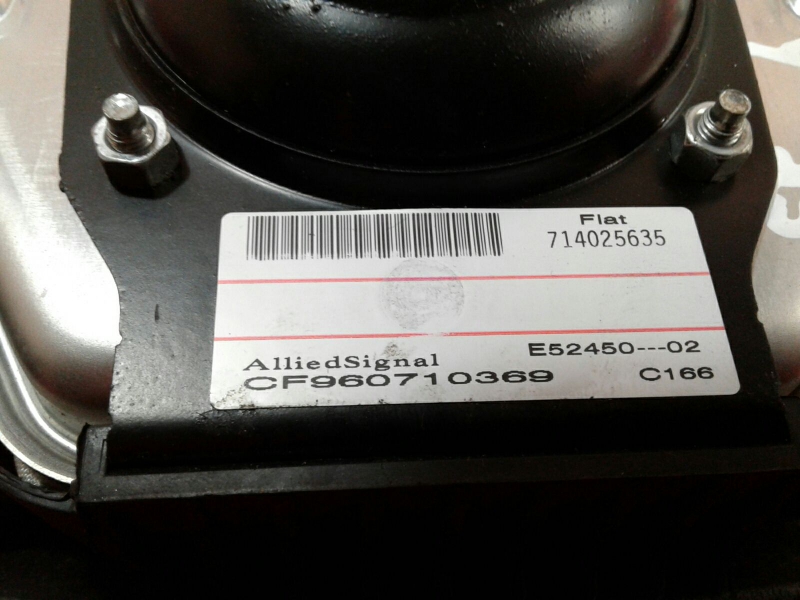 Fiat
714025635
AlliedSignal
E52450---02
CF960710369
C166